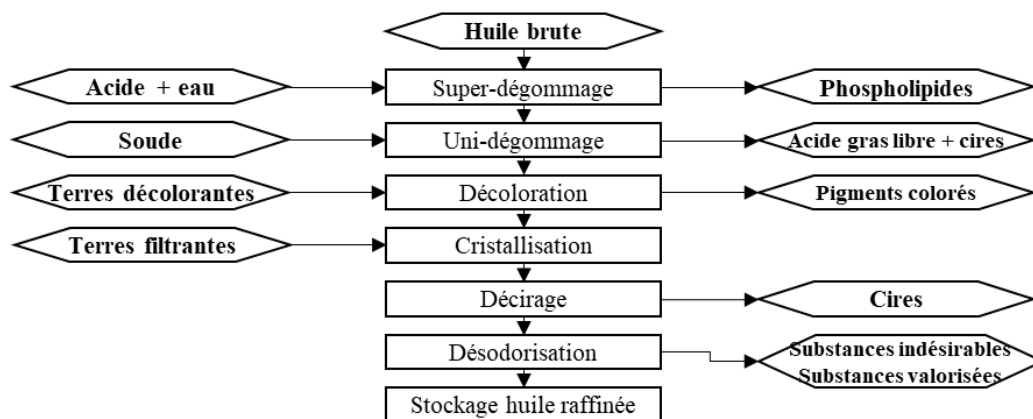 Huile brute
Acide + eau
Super-dégommage
Phospholipides
Soude
Uni-dégommage
Acide gras libre + cires
Terres décolorantes
Décoloration
Pigments colorés
Terres filtrantes
Cristallisation
Décirage
Cires
Désodorisation
Substances indésirables
Substances valorisées
Stockage huile raffinée